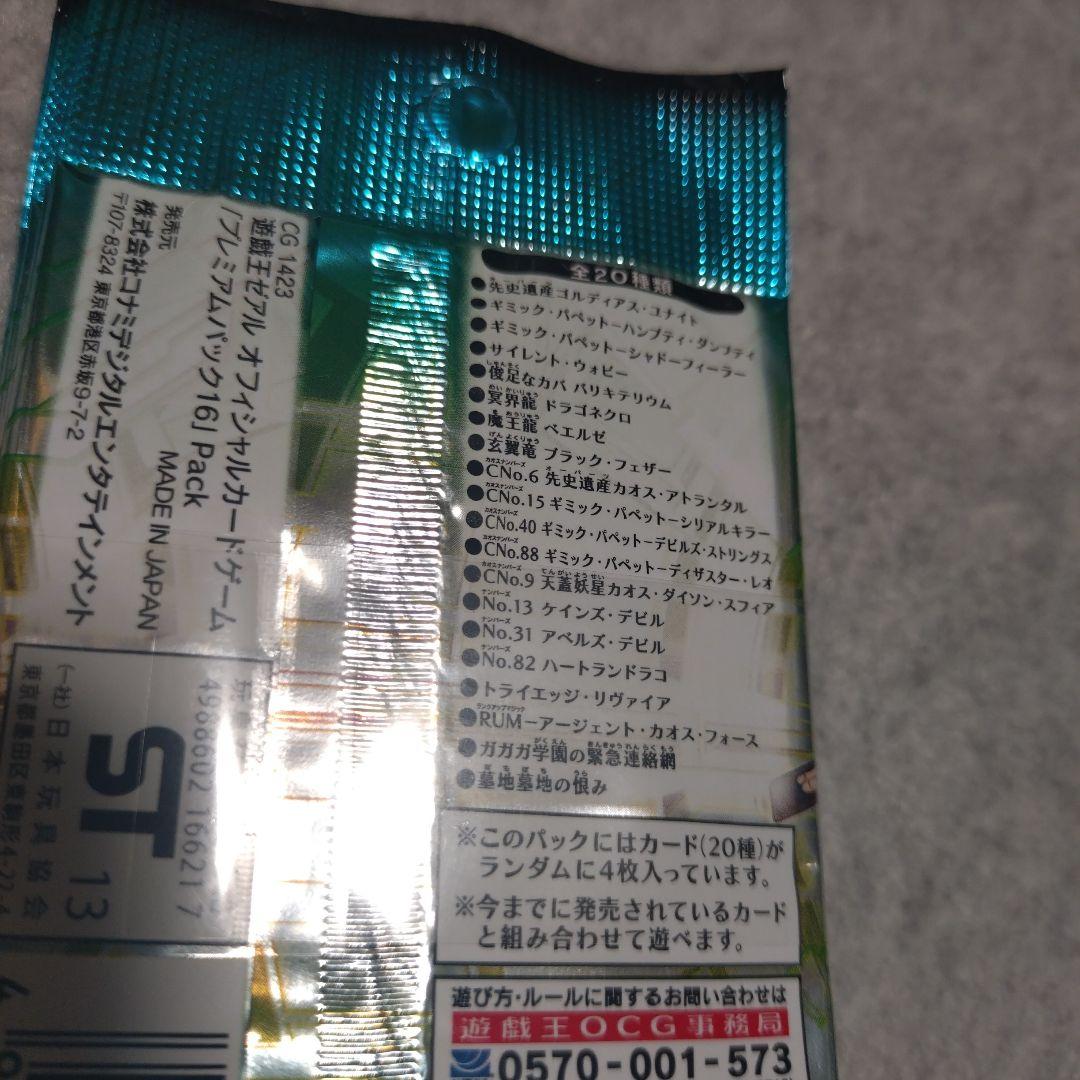 全20種類
●先史遺産ゴルディアス・ユナイト
●ギミック・パペット－ハンプティ・ダンプティ
●ギミック・パペット－シャドーフィーラー
●サイレント・ウォビー
●俊足なカバ バリキテリウム
●冥界龍 ドラゴネクロ
●魔王龍 ベエルゼ
●玄翼竜 ブラック・フェザー
●CNo.6 先史遺産カオス・アトランタル
●CNo.15 ギミック・パペット－シリアルキラー
●CNo.40 ギミック・パペット－デビルズ・ストリングス
●CNo.88 ギミック・パペット－ディザスター・レオ
●CNo.9 天蓋妖星カオス・ダイソン・スフィア
●No.13 ケインズ・デビル
●No.31 アベルズ・デビル
●No.82 ハートランドラコ
●トライエッジ・リヴァイア
●RUM－アージェント・カオス・フォース
●ガガガ学園の緊急連絡網
●墓地墓地の恨み
※このパックにはカード(20種)が
ランダムに4枚入っています。
※今までに発売されているカード
と組み合わせて遊べます。
遊び方・ルールに関するお問い合わせは
遊戯王OCG事務局
0570-001-573
CG 1423
遊戯王ゼアル オフィシャルカードゲーム
「プレミアムパック16」Pack
MADE IN JAPAN
発売元
株式会社コナミデジタルエンタテインメント
〒107-8324 東京都港区赤坂9-7-2
4988602 166217
ST 13
(一社)日本玩具協会